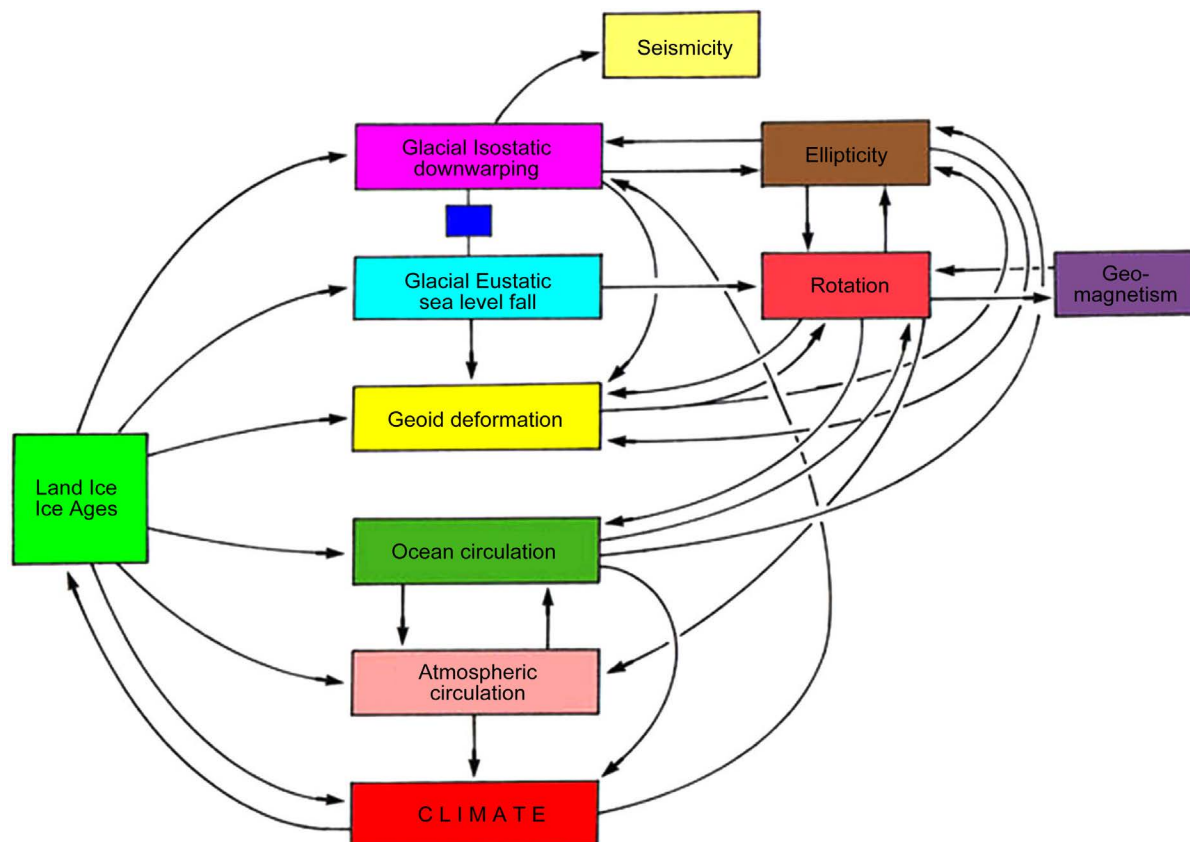 Seismicity
Glacial Isostatic
downwarping
Ellipticity
Glacial Eustatic
sea level fall
Rotation
Geo-
magnetism
Geoid deformation
Land Ice
Ice Ages
Ocean circulation
Atmospheric
circulation
C L I M A T E